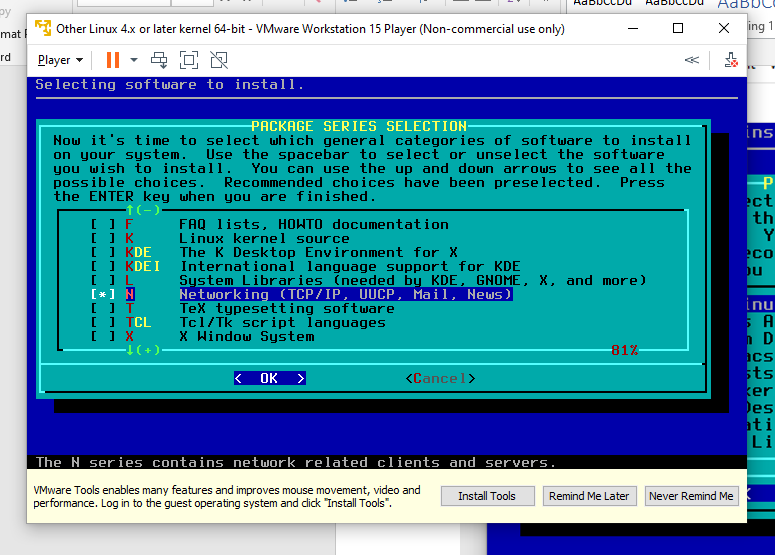 AaBbCcDd AaBbCcDd AaBbC
Other Linux 4.x or later kernel 64-bit - VMware Workstation 15 Player (Non-commercial use only)
Player
Selecting software to install.
PACKAGE SERIES SELECTION
Now it's time to select which general categories of software to install
on your system. Use the spacebar to select or unselect the software
you wish to install. You can use the up and down arrows to see all the
possible choices. Recommended choices have been preselected. Press
the ENTER key when you are finished.
↑(-)
[ ] F FAQ lists, HOWTO documentation
[ ] K Linux kernel source
[ ] KDE The K Desktop Environment for X
[ ] KDEI International language support for KDE
[ ] L System Libraries (needed by KDE, GNOME, X, and more)
[*] N Networking (TCP/IP, UUCP, Mail, News)
[ ] T TeX typesetting software
[ ] TCL Tcl/Tk script languages
[ ] X X Window System
↓(+) 81%
< OK > <Cancel>
The N series contains network related clients and servers.
VMware Tools enables many features and improves mouse movement, video and
performance. Log in to the guest operating system and click "Install Tools".
Install Tools Remind Me Later Never Remind Me